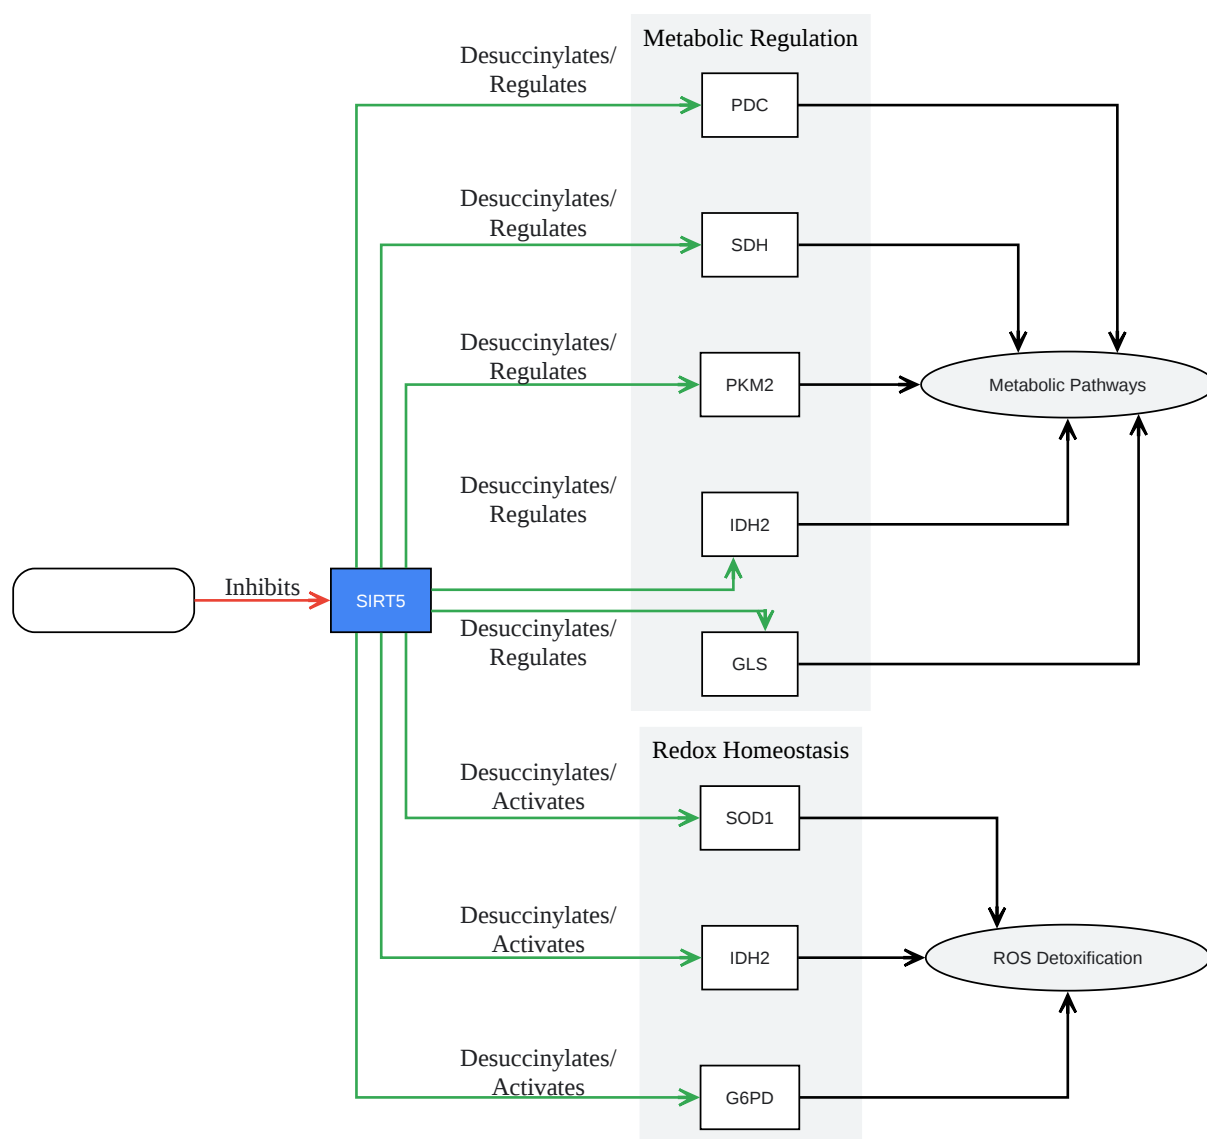 Metabolic Regulation
Desuccinylates/
Regulates
PDC
Desuccinylates/
Regulates
SDH
Desuccinylates/
Regulates
PKM2
Metabolic Pathways
Desuccinylates/
Regulates
IDH2
Inhibits
SIRT5
Desuccinylates/
Regulates
GLS
Redox Homeostasis
Desuccinylates/
Activates
SOD1
Desuccinylates/
Activates
IDH2
ROS Detoxification
Desuccinylates/
Activates
G6PD